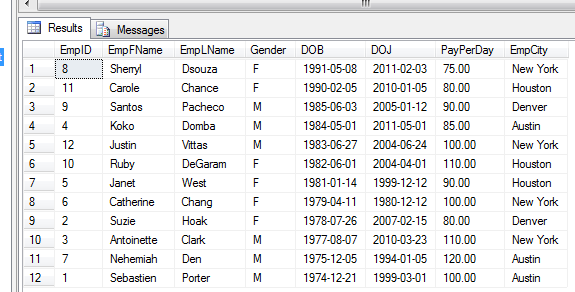 Results Messages
EmpID EmpFName EmpLName Gender DOB DOJ PayPerDay EmpCity
1 8 Sherryl Dsouza F 1991-05-08 2011-02-03 75.00 New York
2 11 Carole Chance F 1990-02-05 2010-01-05 80.00 Houston
3 9 Santos Pacheco M 1985-06-03 2005-01-12 90.00 Denver
4 4 Koko Domba M 1984-05-01 2011-05-01 85.00 Austin
5 12 Justin Vittas M 1983-06-27 2004-06-24 100.00 New York
6 10 Ruby DeGaram F 1982-06-01 2004-04-01 110.00 Houston
7 5 Janet West F 1981-01-14 1999-12-12 90.00 Houston
8 6 Catherine Chang F 1979-04-11 1980-12-12 100.00 New York
9 2 Suzie Hoak F 1978-07-26 2007-02-15 80.00 Denver
10 3 Antoinette Clark M 1977-08-07 2010-03-23 110.00 New York
11 7 Nehemiah Den M 1975-12-05 1994-01-05 120.00 Austin
12 1 Sebastien Porter M 1974-12-21 1999-03-01 100.00 Austin